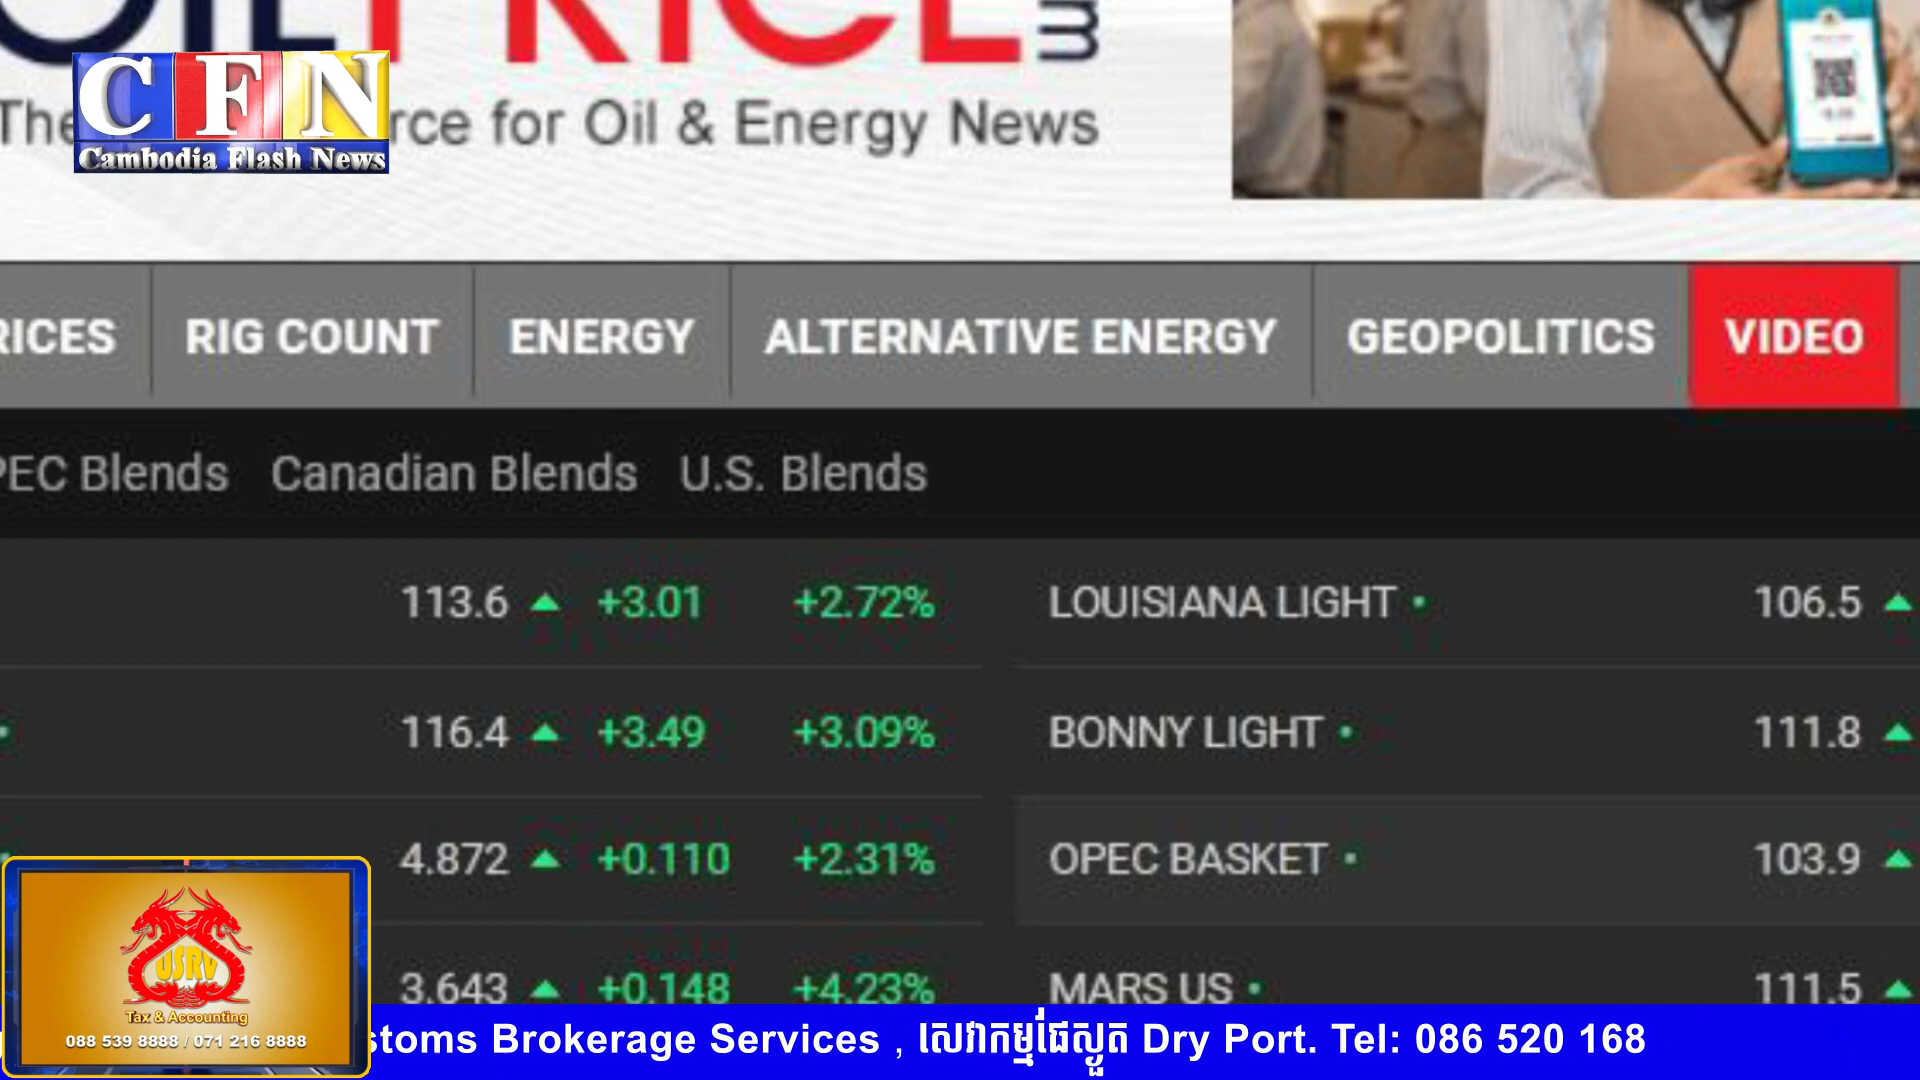 OILPRICE
The rce for Oil & Energy News
CFN
Cambodia Flash News
RICES RIG COUNT ENERGY ALTERNATIVE ENERGY GEOPOLITICS VIDEO
PEC Blends Canadian Blends U.S. Blends
113.6 ▲ +3.01 +2.72% LOUISIANA LIGHT • 106.5 ▲
116.4 ▲ +3.49 +3.09% BONNY LIGHT • 111.8 ▲
4.872 ▲ +0.110 +2.31% OPEC BASKET • 103.9 ▲
3.643 ▲ +0.148 +4.23% MARS US • 111.5 ▲
USRV
Tax & Accounting
088 539 8888 / 071 216 8888
stoms Brokerage Services , សេវាកម្មផែស្ងួត Dry Port. Tel: 086 520 168